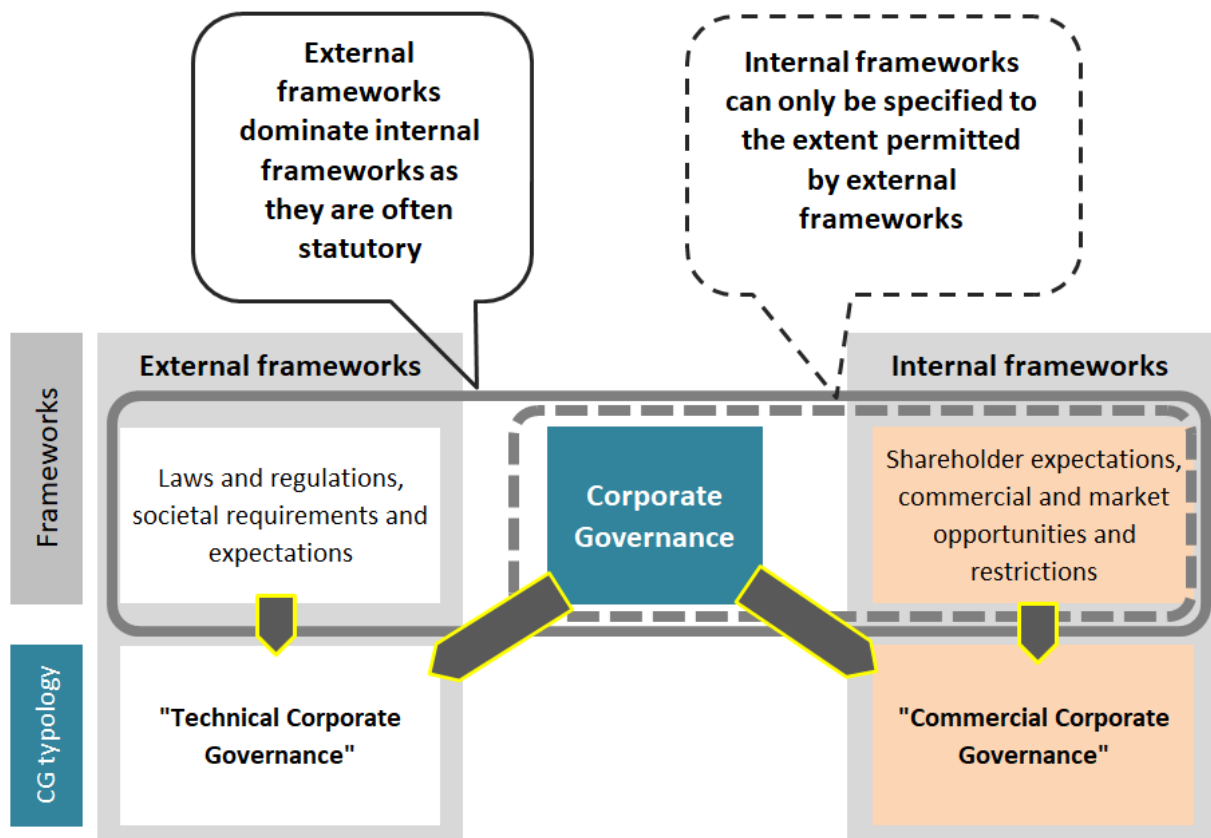 External
frameworks
dominate internal
frameworks as
they are often
statutory
Internal frameworks
can only be specified to
the extent permitted
by external
frameworks
Frameworks
External frameworks
Internal frameworks
Laws and regulations,
societal requirements and
expectations
Corporate
Governance
Shareholder expectations,
commercial and market
opportunities and
restrictions
CG typology
"Technical Corporate
Governance"
"Commercial Corporate
Governance"